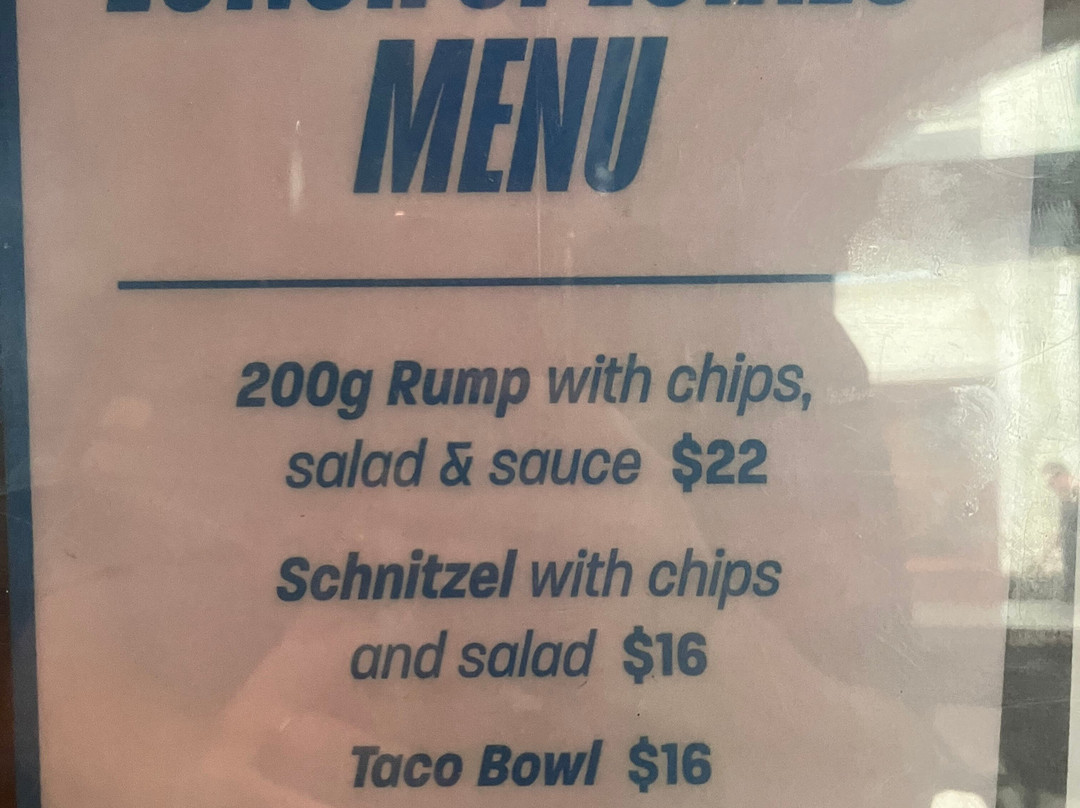 MENU
200g Rump with chips,
salad & sauce $22
Schnitzel with chips
and salad $16
Taco Bowl $16